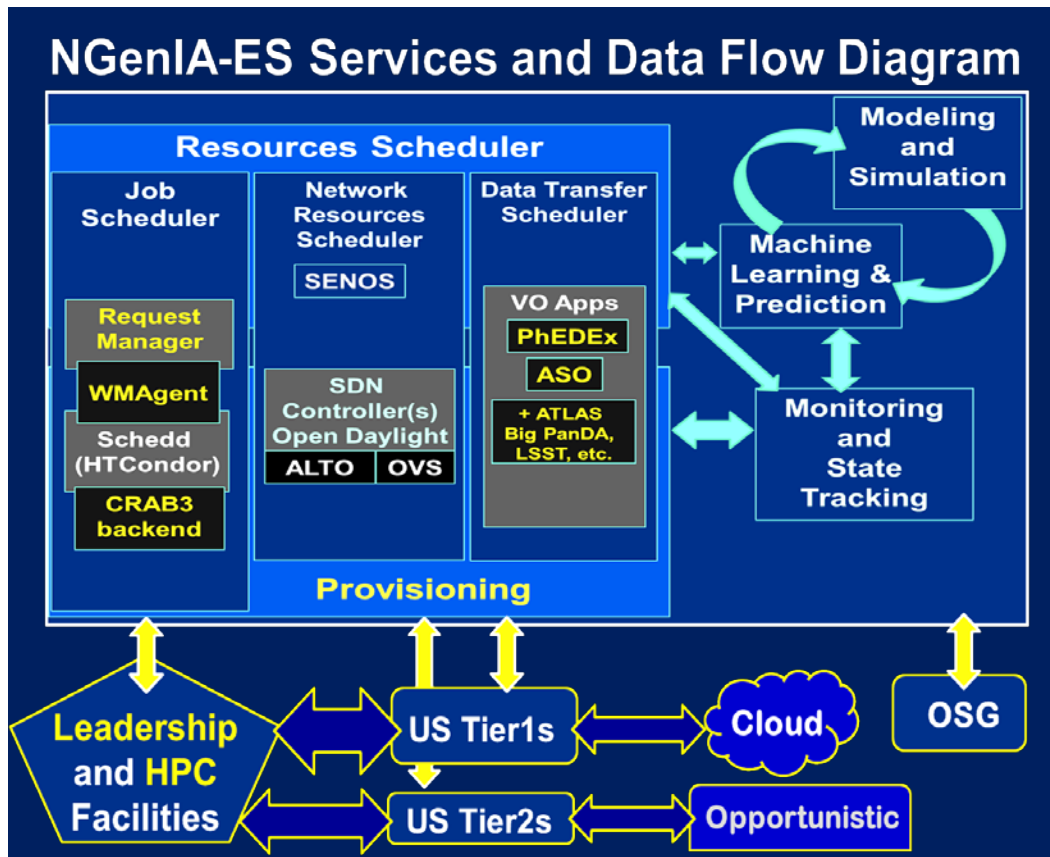 NGenIA-ES Services and Data Flow Diagram
Resources Scheduler
Job
Scheduler
Request
Manager
WMAgent
Schedd
(HTCondor)
CRAB3
backend
Network
Resources
Scheduler
SENOS
SDN
Controller(s)
Open Daylight
ALTO
OVS
Data Transfer
Scheduler
VO Apps
PhEDEx
ASO
+ ATLAS
Big PanDA,
LSST, etc.
Provisioning
Modeling
and
Simulation
Machine
Learning &
Prediction
Monitoring
and
State
Tracking
Leadership
and HPC
Facilities
US Tier1s
Cloud
OSG
US Tier2s
Opportunistic